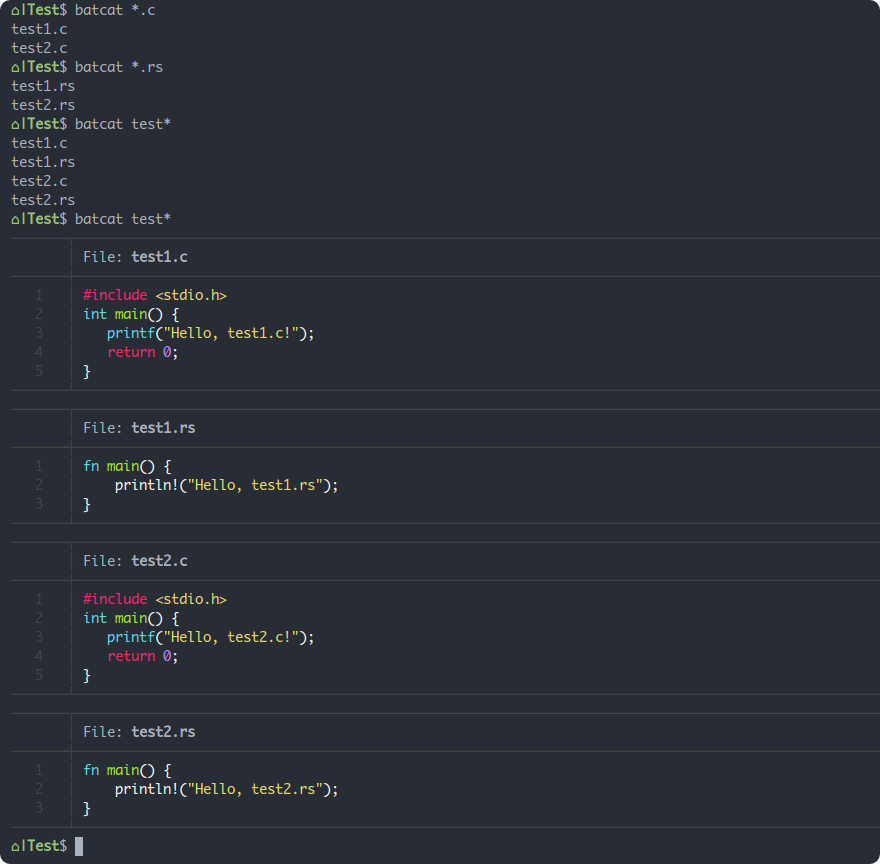 ⌂|Test$ batcat *.c
test1.c
test2.c
⌂|Test$ batcat *.rs
test1.rs
test2.rs
⌂|Test$ batcat test*
test1.c
test1.rs
test2.c
test2.rs
⌂|Test$ batcat test*
File: test1.c
1 #include <stdio.h>
2 int main() {
3    printf("Hello, test1.c!");
4    return 0;
5 }
File: test1.rs
1 fn main() {
2     println!("Hello, test1.rs");
3 }
File: test2.c
1 #include <stdio.h>
2 int main() {
3    printf("Hello, test2.c!");
4    return 0;
5 }
File: test2.rs
1 fn main() {
2     println!("Hello, test2.rs");
3 }
⌂|Test$